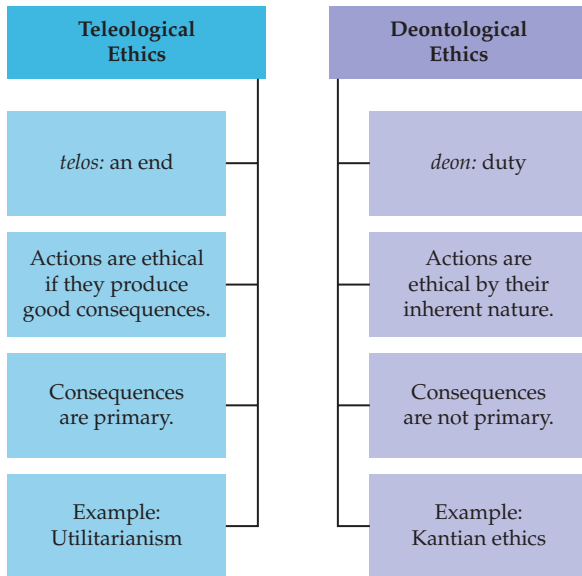 Teleological
Ethics
telos: an end
Actions are ethical
if they produce
good consequences.
Consequences
are primary.
Example:
Utilitarianism
Deontological
Ethics
deon: duty
Actions are
ethical by their
inherent nature.
Consequences
are not primary.
Example:
Kantian ethics